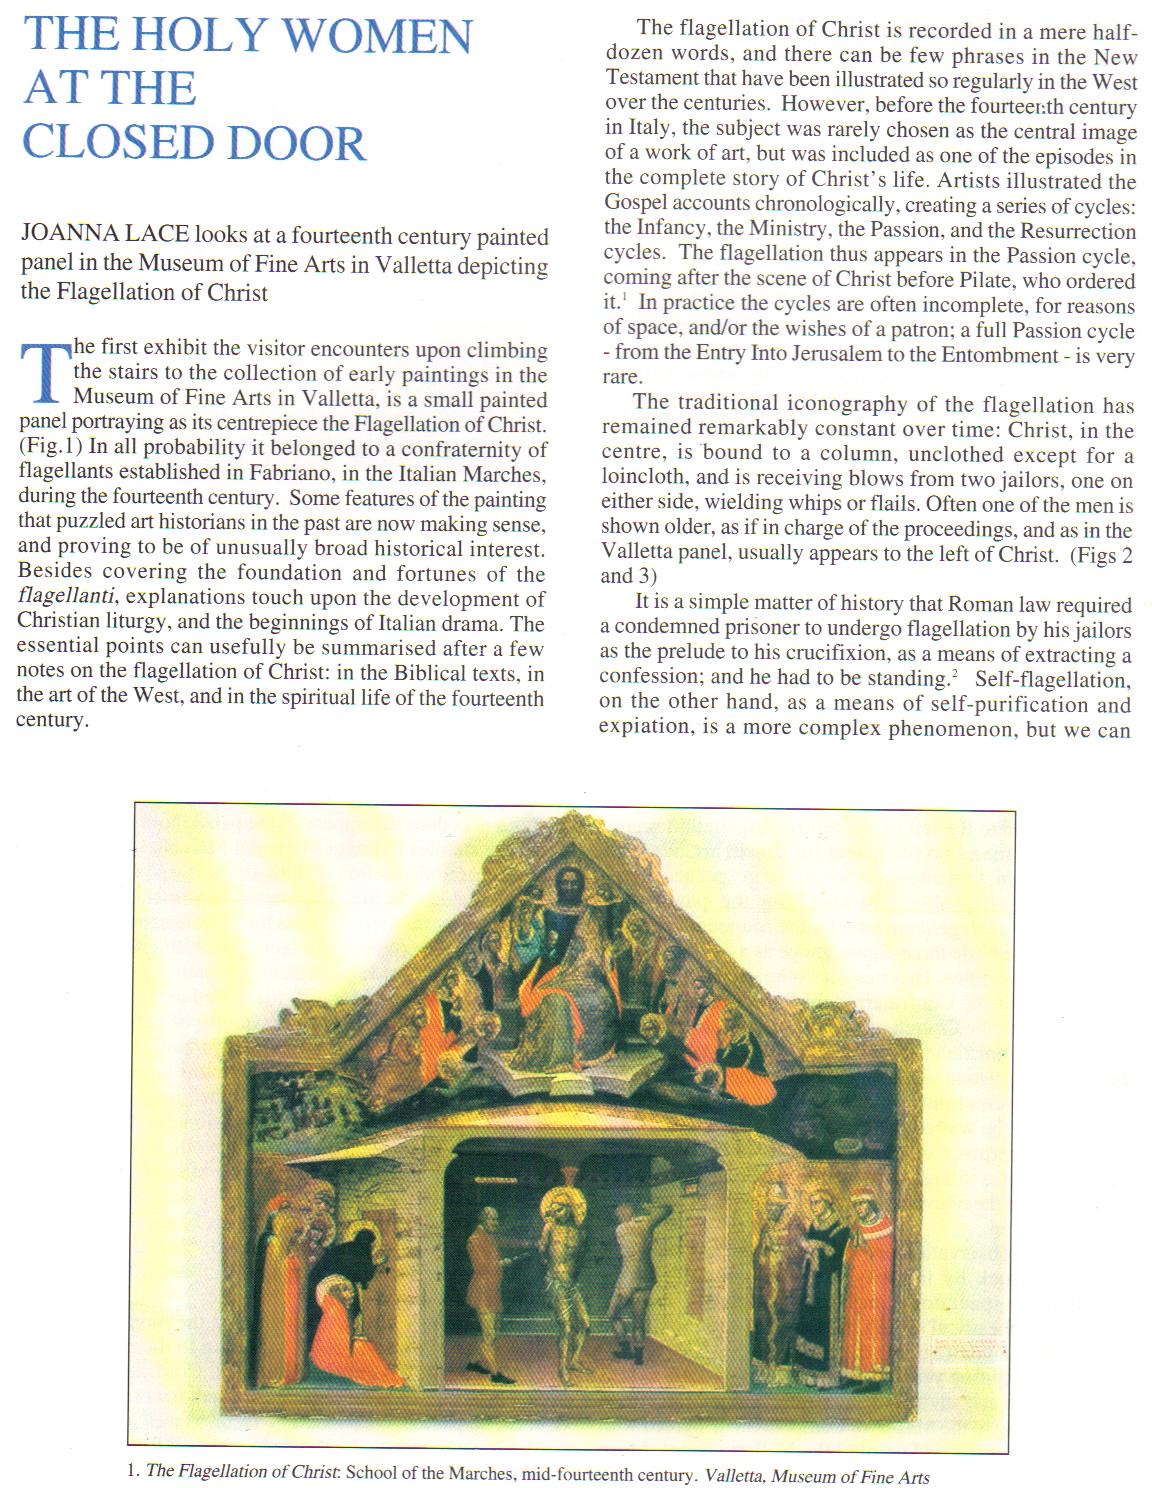 THE HOLY WOMEN
AT THE
CLOSED DOOR
JOANNA LACE looks at a fourteenth century painted
panel in the Museum of Fine Arts in Valletta depicting
the Flagellation of Christ
The first exhibit the visitor encounters upon climbing
the stairs to the collection of early paintings in the
Museum of Fine Arts in Valletta, is a small painted
panel portraying as its centrepiece the Flagellation of Christ.
(Fig.1) In all probability it belonged to a confraternity of
flagellants established in Fabriano, in the Italian Marches,
during the fourteenth century. Some features of the painting
that puzzled art historians in the past are now making sense,
and proving to be of unusually broad historical interest.
Besides covering the foundation and fortunes of the
flagellanti, explanations touch upon the development of
Christian liturgy, and the beginnings of Italian drama. The
essential points can usefully be summarised after a few
notes on the flagellation of Christ: in the Biblical texts, in
the art of the West, and in the spiritual life of the fourteenth
century.
The flagellation of Christ is recorded in a mere half-
dozen words, and there can be few phrases in the New
Testament that have been illustrated so regularly in the West
over the centuries. However, before the fourteenth century
in Italy, the subject was rarely chosen as the central image
of a work of art, but was included as one of the episodes in
the complete story of Christ's life. Artists illustrated the
Gospel accounts chronologically, creating a series of cycles:
the Infancy, the Ministry, the Passion, and the Resurrection
cycles. The flagellation thus appears in the Passion cycle,
coming after the scene of Christ before Pilate, who ordered
it.¹ In practice the cycles are often incomplete, for reasons
of space, and/or the wishes of a patron; a full Passion cycle
- from the Entry Into Jerusalem to the Entombment - is very
rare.
The traditional iconography of the flagellation has
remained remarkably constant over time: Christ, in the
centre, is bound to a column, unclothed except for a
loincloth, and is receiving blows from two jailors, one on
either side, wielding whips or flails. Often one of the men is
shown older, as if in charge of the proceedings, and as in the
Valletta panel, usually appears to the left of Christ. (Figs 2
and 3)
It is a simple matter of history that Roman law required
a condemned prisoner to undergo flagellation by his jailors
as the prelude to his crucifixion, as a means of extracting a
confession; and he had to be standing.² Self-flagellation,
on the other hand, as a means of self-purification and
expiation, is a more complex phenomenon, but we can
1. The Flagellation of Christ: School of the Marches, mid-fourteenth century. Valletta, Museum of Fine Arts